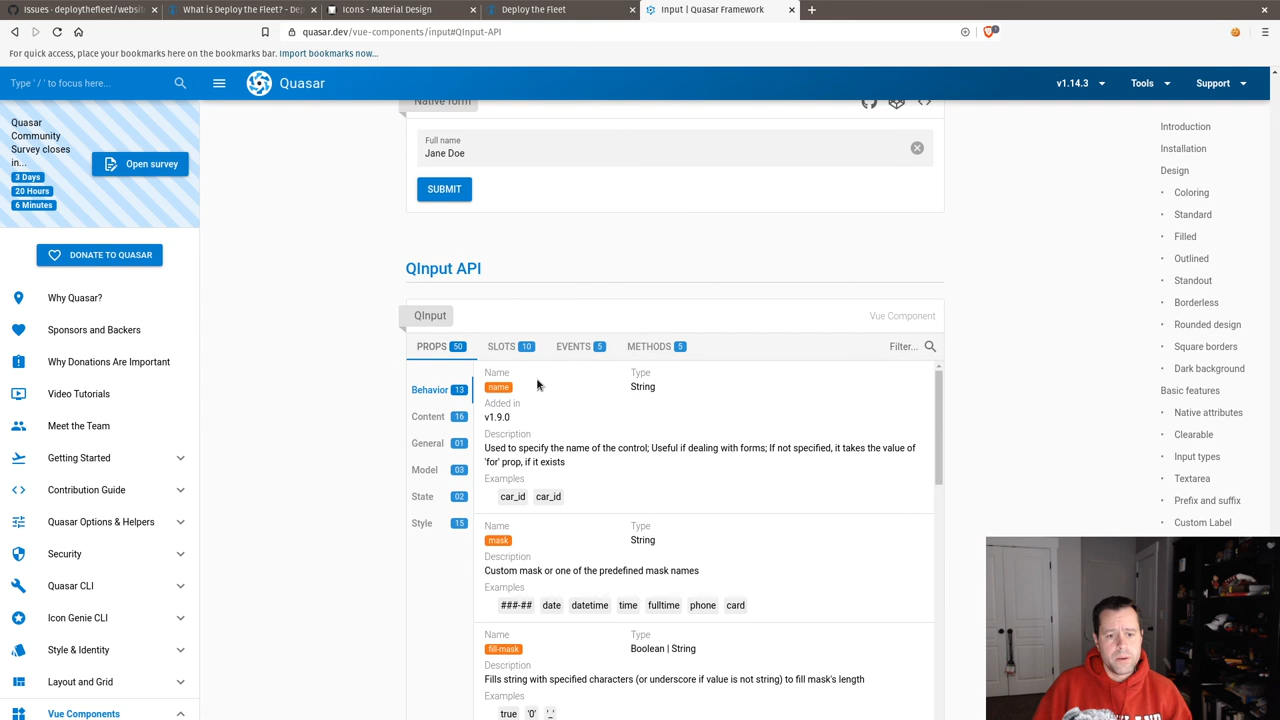 Issues · deploythefleet/websit
What is Deploy the Fleet? - Dep
Icons - Material Design
Deploy the Fleet
Input | Quasar Framework
quasar.dev/vue-components/input#QInput-API
For quick access, place your bookmarks here on the bookmarks bar. Import bookmarks now...
Type ' / ' to focus here...
Quasar
v1.14.3
Tools
Support
Quasar
Community
Survey closes
in...
3 Days
20 Hours
6 Minutes
Open survey
DONATE TO QUASAR
Why Quasar?
Sponsors and Backers
Why Donations Are Important
Video Tutorials
Meet the Team
Getting Started
Contribution Guide
Quasar Options & Helpers
Security
Quasar CLI
Icon Genie CLI
Style & Identity
Layout and Grid
Vue Components
Native form
Full name
Jane Doe
SUBMIT
QInput API
QInput
Vue Component
PROPS 50
SLOTS 10
EVENTS 5
METHODS 5
Filter...
Behavior 13
Content 16
General 01
Model 03
State 02
Style 15
Name
Type
name
String
Added in
v1.9.0
Description
Used to specify the name of the control; Useful if dealing with forms; If not specified, it takes the value of
'for' prop, if it exists
Examples
car_id car_id
Name
Type
mask
String
Description
Custom mask or one of the predefined mask names
Examples
###-## date datetime time fulltime phone card
Name
Type
fill-mask
Boolean | String
Description
Fills string with specified characters (or underscore if value is not string) to fill mask's length
Examples
true '0' '_'
Introduction
Installation
Design
Coloring
Standard
Filled
Outlined
Standout
Borderless
Rounded design
Square borders
Dark background
Basic features
Native attributes
Clearable
Input types
Textarea
Prefix and suffix
Custom Label